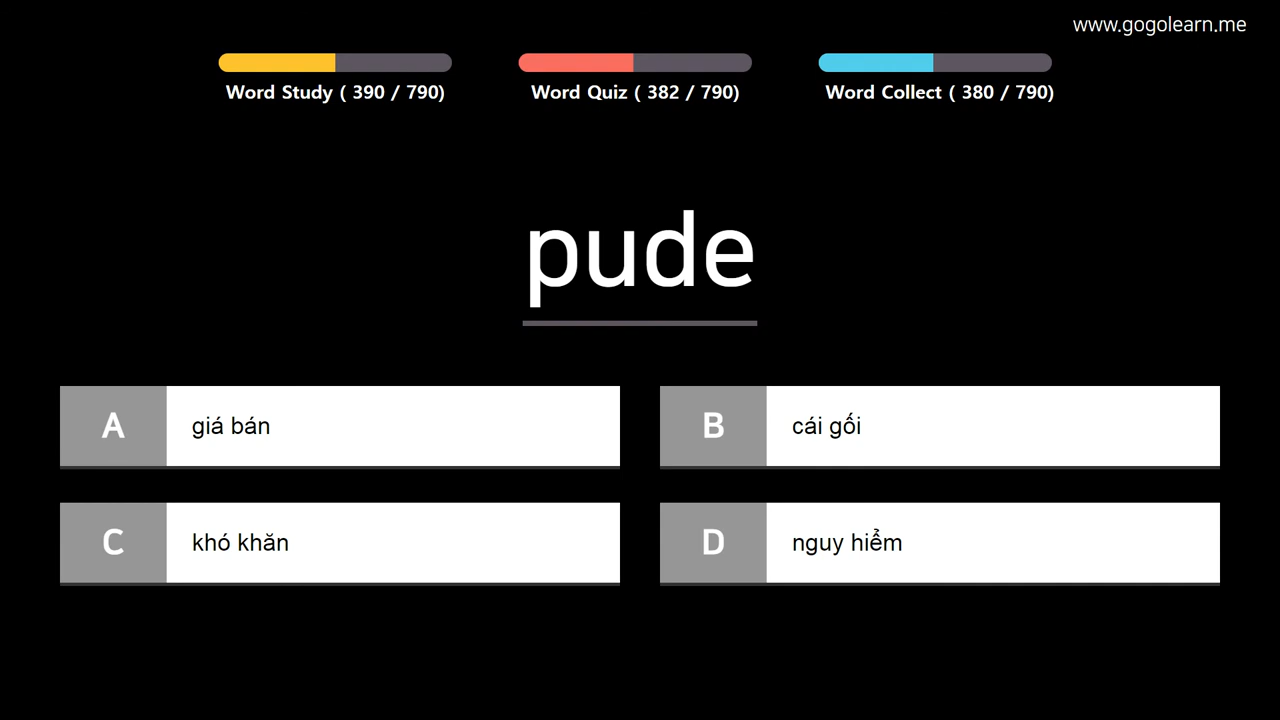 www.gogolearn.me
Word Study ( 390 / 790)
Word Quiz ( 382 / 790)
Word Collect ( 380 / 790)
pude
A
giá bán
B
cái gối
C
khó khăn
D
nguy hiểm